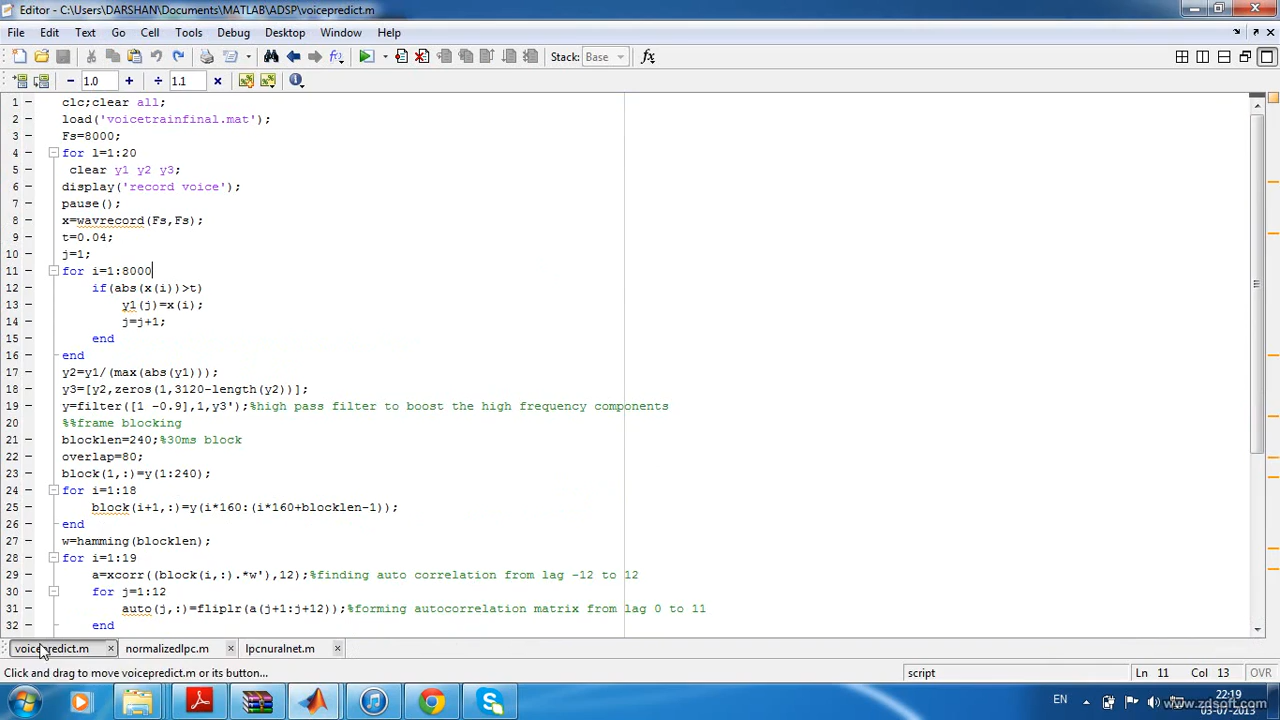 Editor - C:\Users\DARSHAN\Documents\MATLAB\ADSP\voicepredict.m
File Edit Text Go Cell Tools Debug Desktop Window Help
Stack: Base fx
1.0 1.1
1 clc;clear all;
2 load('voicetrainfinal.mat');
3 Fs=8000;
4 for l=1:20
5 clear y1 y2 y3;
6 display('record voice');
7 pause();
8 x=wavrecord(Fs,Fs);
9 t=0.04;
10 j=1;
11 for i=1:8000
12 if(abs(x(i))>t)
13 y1(j)=x(i);
14 j=j+1;
15 end
16 end
17 y2=y1/(max(abs(y1)));
18 y3=[y2,zeros(1,3120-length(y2))];
19 y=filter([1 -0.9],1,y3');%high pass filter to boost the high frequency components
20 %%frame blocking
21 blocklen=240;%30ms block
22 overlap=80;
23 block(1,:)=y(1:240);
24 for i=1:18
25 block(i+1,:)=y(i*160:(i*160+blocklen-1));
26 end
27 w=hamming(blocklen);
28 for i=1:19
29 a=xcorr((block(i,:).*w'),12);%finding auto correlation from lag -12 to 12
30 for j=1:12
31 auto(j,:)=fliplr(a(j+1:j+12));%forming autocorrelation matrix from lag 0 to 11
32 end
voicepredict.m normalizedlpc.m lpcnuralnet.m
Click and drag to move voicepredict.m or its button... script Ln 11 Col 13 OVR
EN 22:19
03-07-2013
www.zdsoft.com